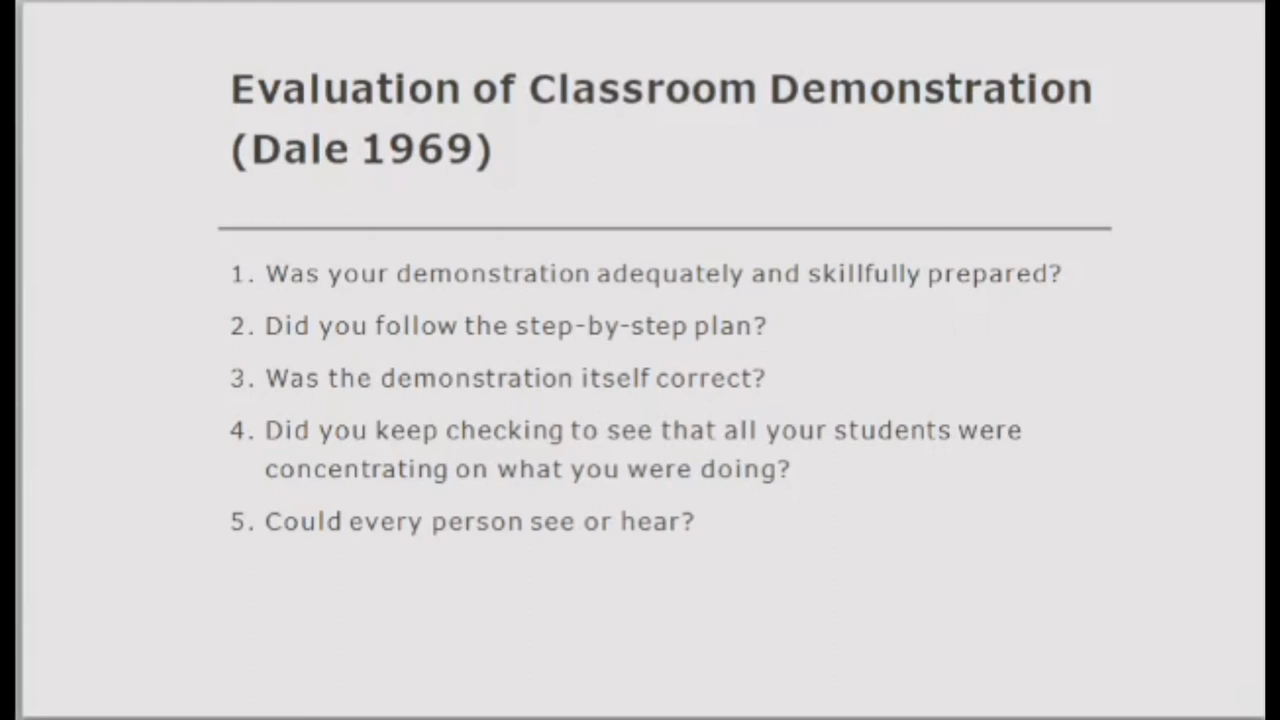 Evaluation of Classroom Demonstration
(Dale 1969)
1. Was your demonstration adequately and skillfully prepared?
2. Did you follow the step-by-step plan?
3. Was the demonstration itself correct?
4. Did you keep checking to see that all your students were
concentrating on what you were doing?
5. Could every person see or hear?